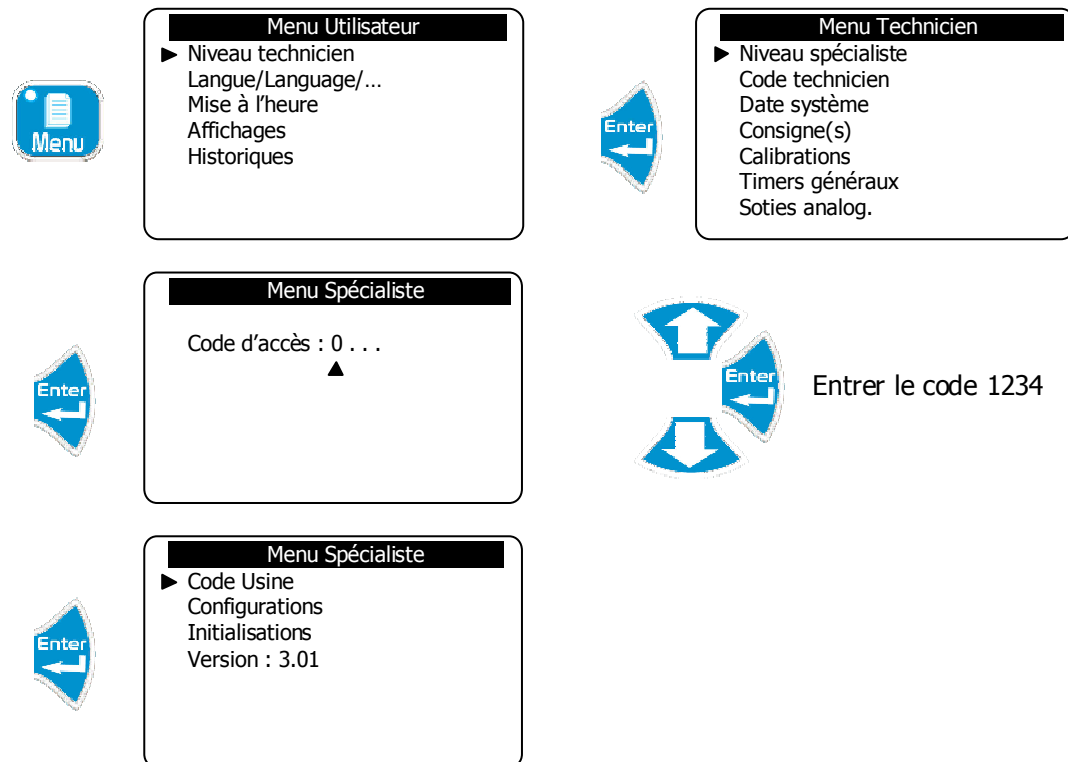 Menu
Menu Utilisateur
Niveau technicien
Langue/Language/...
Mise à l'heure
Affichages
Historiques
Enter
Menu Technicien
Niveau spécialiste
Code technicien
Date système
Consigne(s)
Calibrations
Timers généraux
Soties analog.
Enter
Menu Spécialiste
Code d'accès : 0 . . .
Enter
Entrer le code 1234
Enter
Menu Spécialiste
Code Usine
Configurations
Initialisations
Version : 3.01